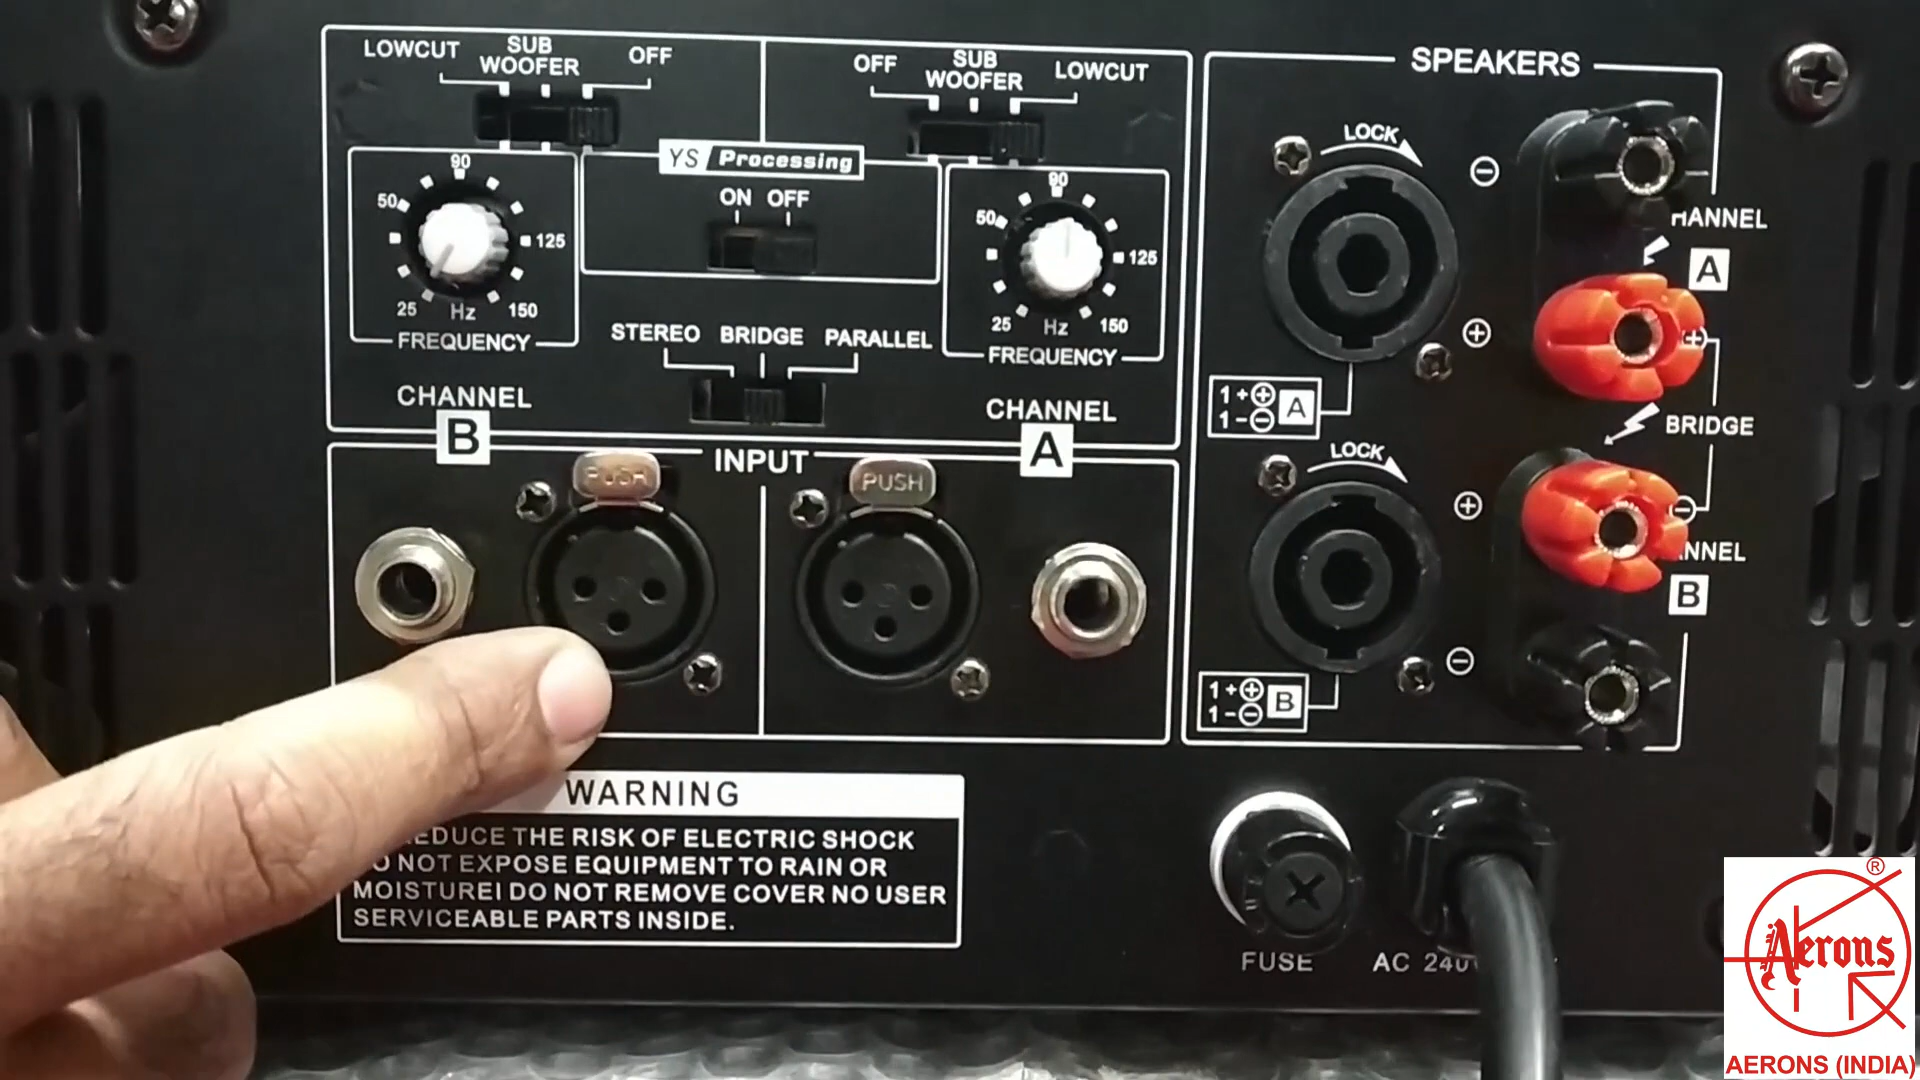 LOWCUT
SUB
WOOFER
OFF
OFF
SUB
WOOFER
LOWCUT
YS Processing
ON OFF
50
90
125
25
Hz
150
FREQUENCY
50
90
125
25
Hz
150
FREQUENCY
STEREO BRIDGE PARALLEL
CHANNEL
B
CHANNEL
A
INPUT
PUSH
PUSH
WARNING
EDUCE THE RISK OF ELECTRIC SHOCK
O NOT EXPOSE EQUIPMENT TO RAIN OR
MOISTUREI DO NOT REMOVE COVER NO USER
SERVICEABLE PARTS INSIDE.
SPEAKERS
LOCK
HANNEL
A
1+⊕ A
1-⊖
BRIDGE
LOCK
NNEL
B
1+⊕ B
1-⊖
FUSE
AC 240
®
Aerons
AERONS (INDIA)